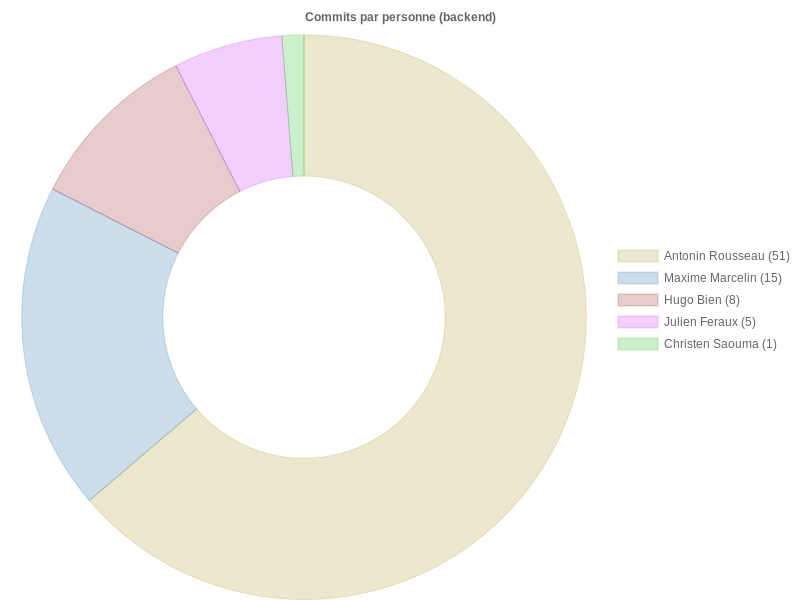 Commits par personne (backend)
Antonin Rousseau (51)
Maxime Marcelin (15)
Hugo Bien (8)
Julien Feraux (5)
Christen Saouma (1)